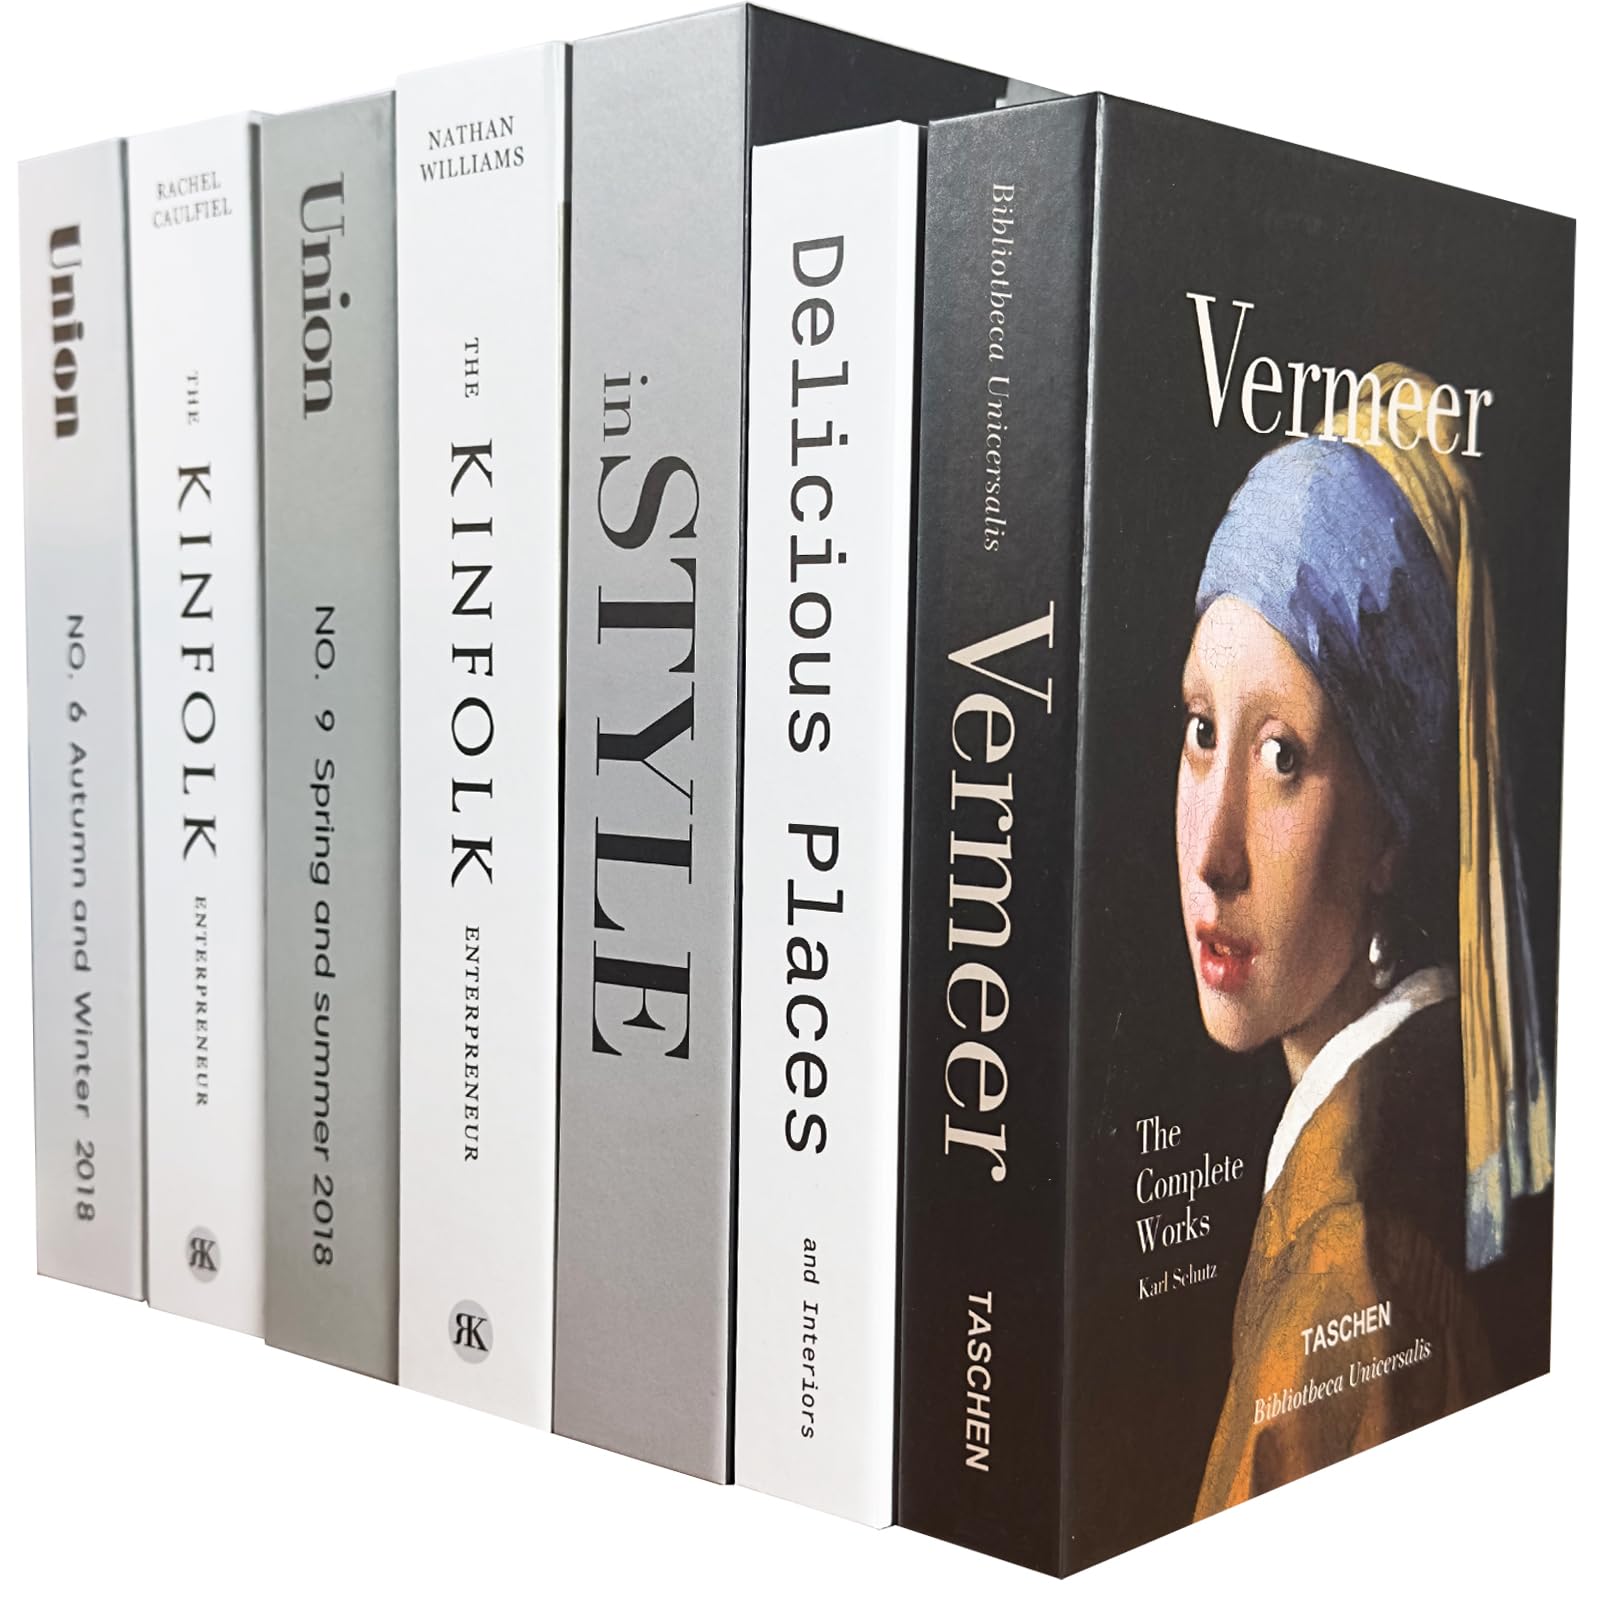 Union
NO. 6 Autumn and Winter 2018
RACHEL
CAULFIEL
THE KINFOLK ENTERPRENEUR
RK
Union
NO. 9 Spring and summer 2018
NATHAN
WILLIAMS
THE KINFOLK ENTERPRENEUR
RK
in STYLE
Delicious Places and Interiors
Bibliotbeca Unicersalis Vermeer TASCHEN
Vermeer
The
Complete
Works
Karl Schutz
TASCHEN
Bibliotbeca Unicersalis